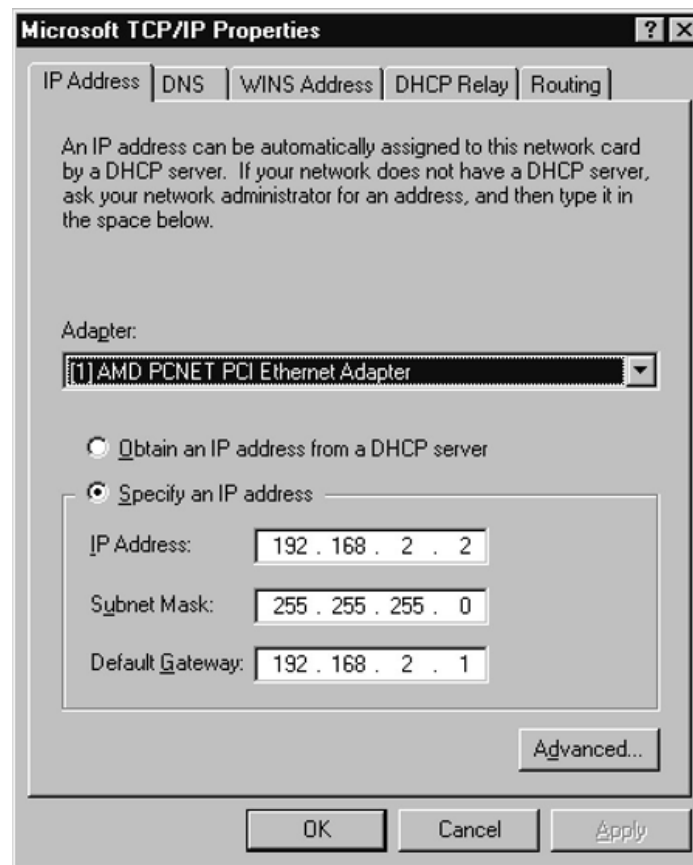 Microsoft TCP/IP Properties
IP Address DNS WINS Address DHCP Relay Routing
An IP address can be automatically assigned to this network card
by a DHCP server. If your network does not have a DHCP server,
ask your network administrator for an address, and then type it in
the space below.
Adapter:
[1] AMD PCNET PCI Ethernet Adapter
Obtain an IP address from a DHCP server
Specify an IP address
IP Address: 192 . 168 . 2 . 2
Subnet Mask: 255 . 255 . 255 . 0
Default Gateway: 192 . 168 . 2 . 1
Advanced...
OK Cancel Apply